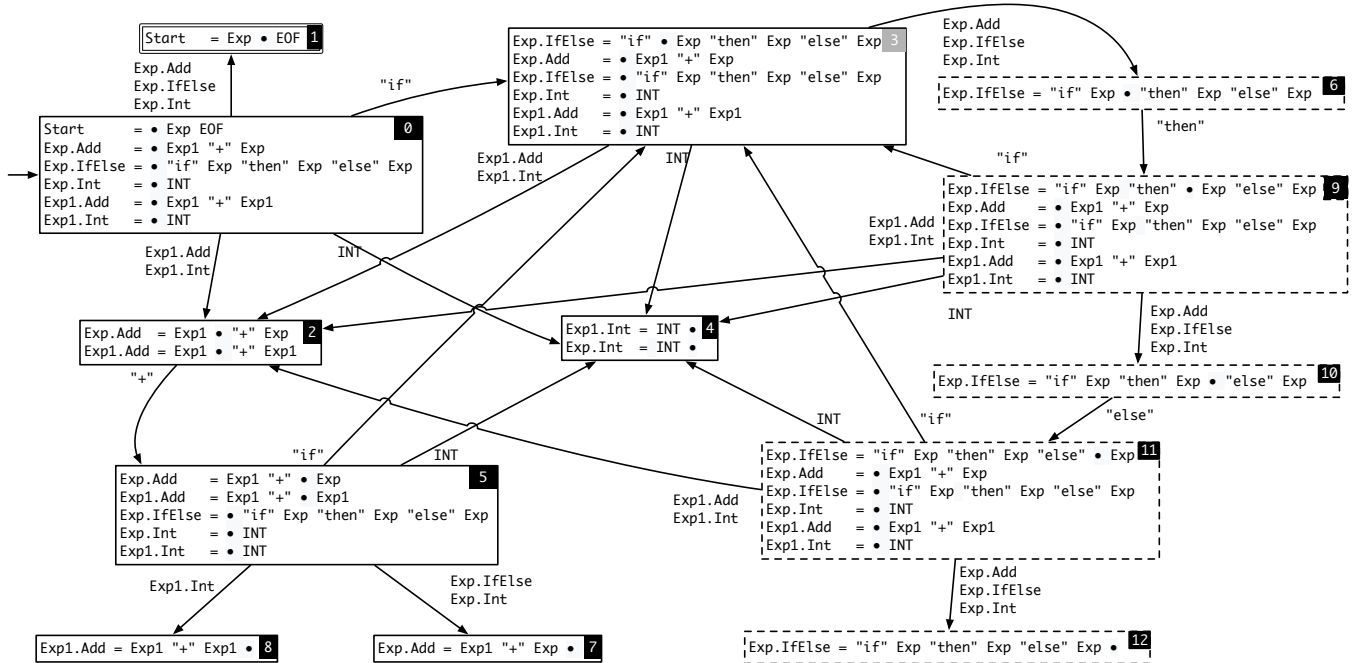 Start   = Exp • EOF 1
Exp.Add
Exp.IfElse
Exp.Int
"if"
Start      = • Exp EOF 0
Exp.Add    = • Exp1 "+" Exp
Exp.IfElse = • "if" Exp "then" Exp "else" Exp
Exp.Int    = • INT
Exp1.Add   = • Exp1 "+" Exp1
Exp1.Int   = • INT
Exp.IfElse = "if" • Exp "then" Exp "else" Exp 3
Exp.Add    = • Exp1 "+" Exp
Exp.IfElse = • "if" Exp "then" Exp "else" Exp
Exp.Int    = • INT
Exp1.Add   = • Exp1 "+" Exp1
Exp1.Int   = • INT
Exp.Add
Exp.IfElse
Exp.Int
Exp.IfElse = "if" Exp • "then" Exp "else" Exp 6
"then"
Exp1.Add
Exp1.Int
INT
"if"
Exp.IfElse = "if" Exp "then" • Exp "else" Exp 9
Exp.Add    = • Exp1 "+" Exp
Exp.IfElse = • "if" Exp "then" Exp "else" Exp
Exp.Int    = • INT
Exp1.Add   = • Exp1 "+" Exp1
Exp1.Int   = • INT
Exp1.Add
Exp1.Int
Exp1.Add
Exp1.Int
INT
INT
Exp.Add
Exp.IfElse
Exp.Int
Exp.Add  = Exp1 • "+" Exp 2
Exp1.Add = Exp1 • "+" Exp1
Exp1.Int = INT • 4
Exp.Int  = INT •
"+"
Exp.IfElse = "if" Exp "then" Exp • "else" Exp 10
"else"
"if"
INT
INT
"if"
Exp.Add    = Exp1 "+" • Exp 5
Exp1.Add   = Exp1 "+" • Exp1
Exp.IfElse = • "if" Exp "then" Exp "else" Exp
Exp.Int    = • INT
Exp1.Int   = • INT
Exp1.Add
Exp1.Int
Exp.IfElse = "if" Exp "then" Exp "else" • Exp 11
Exp.Add    = • Exp1 "+" Exp
Exp.IfElse = • "if" Exp "then" Exp "else" Exp
Exp.Int    = • INT
Exp1.Add   = • Exp1 "+" Exp1
Exp1.Int   = • INT
Exp1.Int
Exp.IfElse
Exp.Int
Exp.Add
Exp.IfElse
Exp.Int
Exp1.Add = Exp1 "+" Exp1 • 8
Exp.Add = Exp1 "+" Exp • 7
Exp.IfElse = "if" Exp "then" Exp "else" Exp • 12